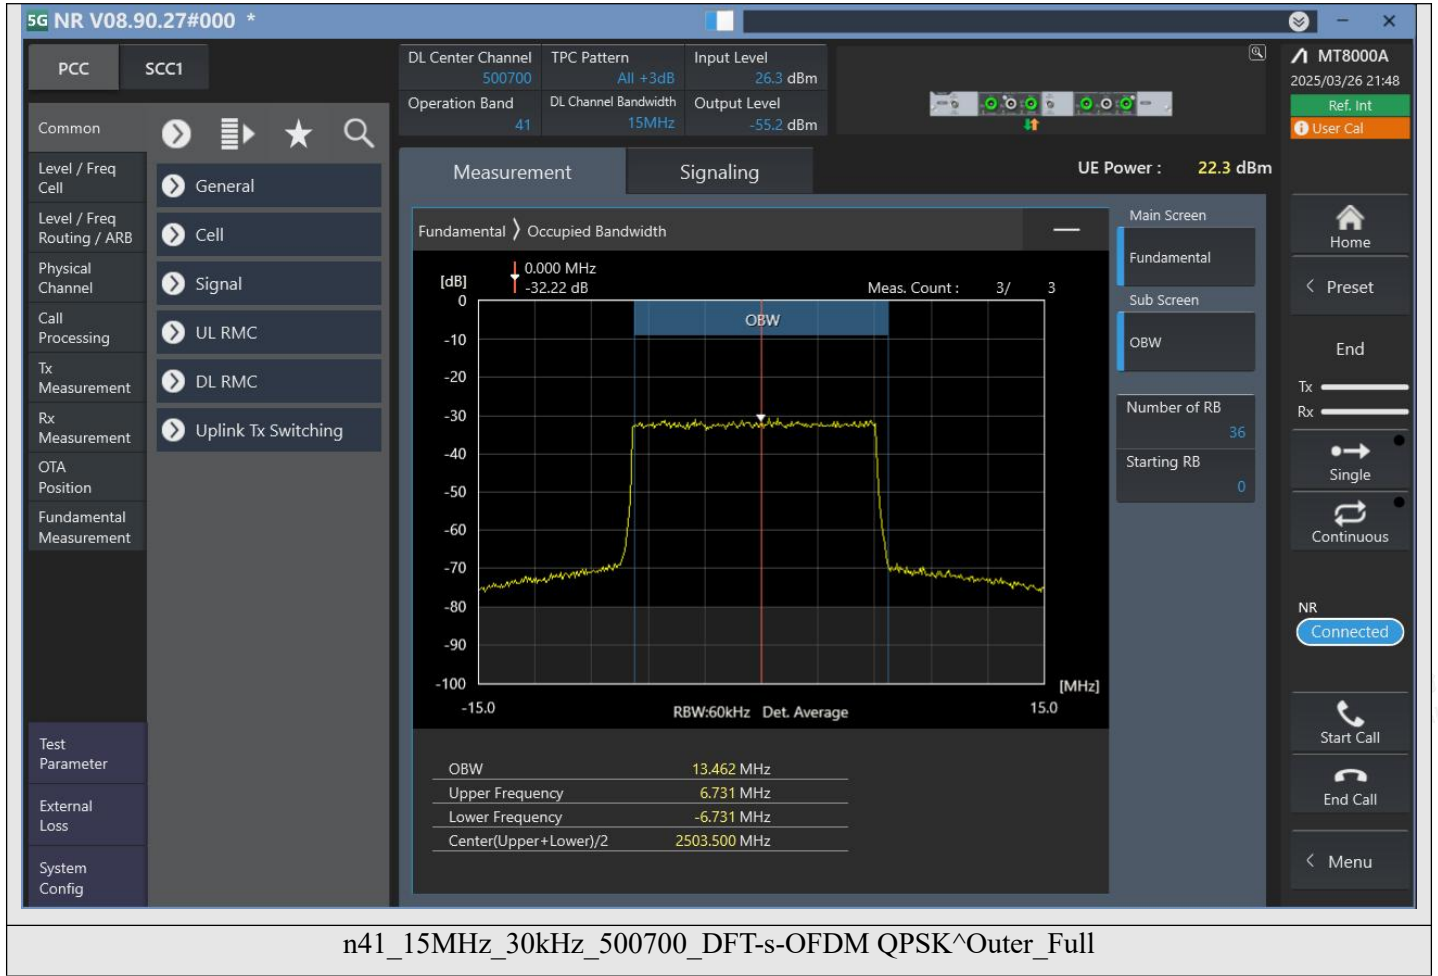 5G NR V08.90.27#000 *
PCC SCC1
DL Center Channel
500700
TPC Pattern
All +3dB
Input Level
26.3 dBm
Operation Band
41
DL Channel Bandwidth
15MHz
Output Level
-55.2 dBm
MT8000A
2025/03/26 21:48
Ref. Int
User Cal
Common
Level / Freq
Cell
Level / Freq
Routing / ARB
Physical
Channel
Call
Processing
Tx
Measurement
Rx
Measurement
OTA
Position
Fundamental
Measurement
Test
Parameter
External
Loss
System
Config
General
Cell
Signal
UL RMC
DL RMC
Uplink Tx Switching
Measurement Signaling
UE Power : 22.3 dBm
Fundamental 〉 Occupied Bandwidth
0.000 MHz
-32.22 dB
Meas. Count : 3/ 3
[dB]
OBW
0
-10
-20
-30
-40
-50
-60
-70
-80
-90
-100
[MHz]
-15.0 15.0
RBW:60kHz Det. Average
OBW 13.462 MHz
Upper Frequency 6.731 MHz
Lower Frequency -6.731 MHz
Center(Upper+Lower)/2 2503.500 MHz
Main Screen
Fundamental
Sub Screen
OBW
Number of RB
36
Starting RB
0
Home
< Preset
End
Tx
Rx
Single
Continuous
NR
Connected
Start Call
End Call
< Menu
n41_15MHz_30kHz_500700_DFT-s-OFDM QPSK^Outer_Full